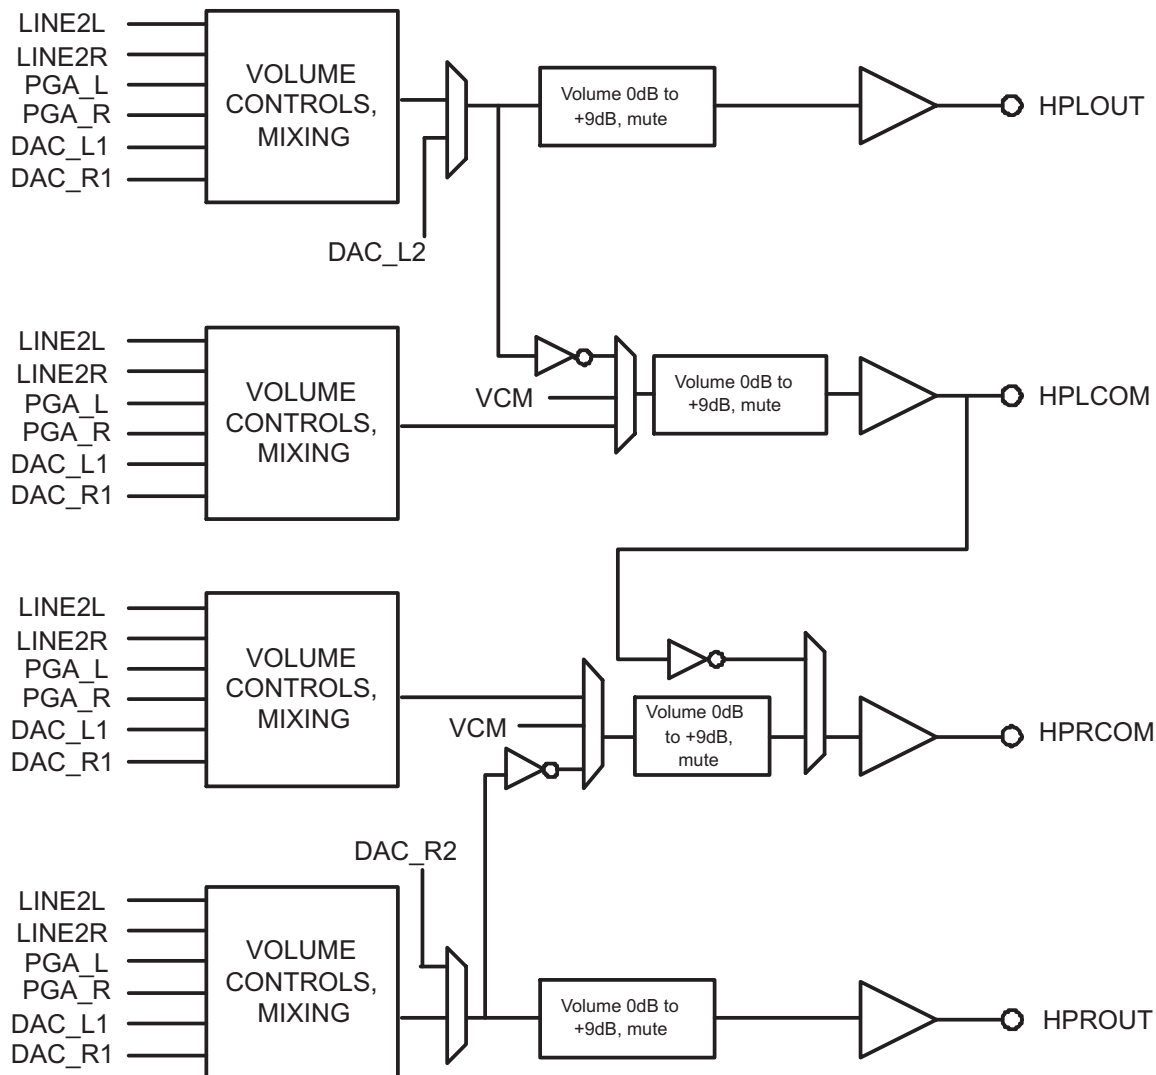 LINE2L
LINE2R
PGA_L
PGA_R
DAC_L1
DAC_R1
VOLUME
CONTROLS,
MIXING
DAC_L2
Volume 0dB to
+9dB, mute
HPLOUT
LINE2L
LINE2R
PGA_L
PGA_R
DAC_L1
DAC_R1
VOLUME
CONTROLS,
MIXING
VCM
Volume 0dB to
+9dB, mute
HPLCOM
LINE2L
LINE2R
PGA_L
PGA_R
DAC_L1
DAC_R1
VOLUME
CONTROLS,
MIXING
VCM
Volume 0dB
to +9dB,
mute
HPRCOM
DAC_R2
LINE2L
LINE2R
PGA_L
PGA_R
DAC_L1
DAC_R1
VOLUME
CONTROLS,
MIXING
Volume 0dB to
+9dB, mute
HPROUT